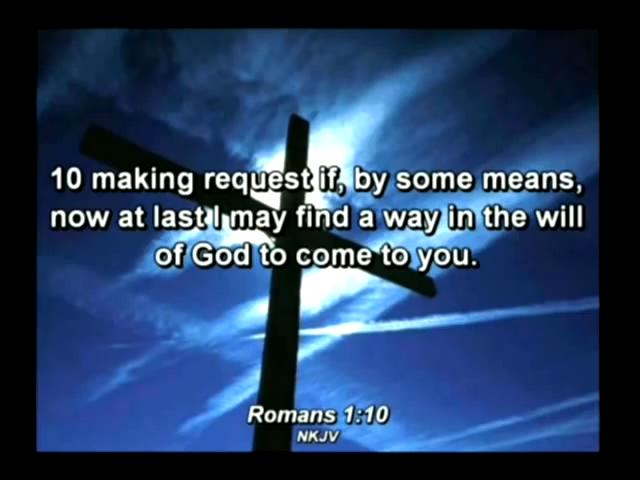 10 making request if, by some means,
now at last I may find a way in the will
of God to come to you.
Romans 1:10
NKJV